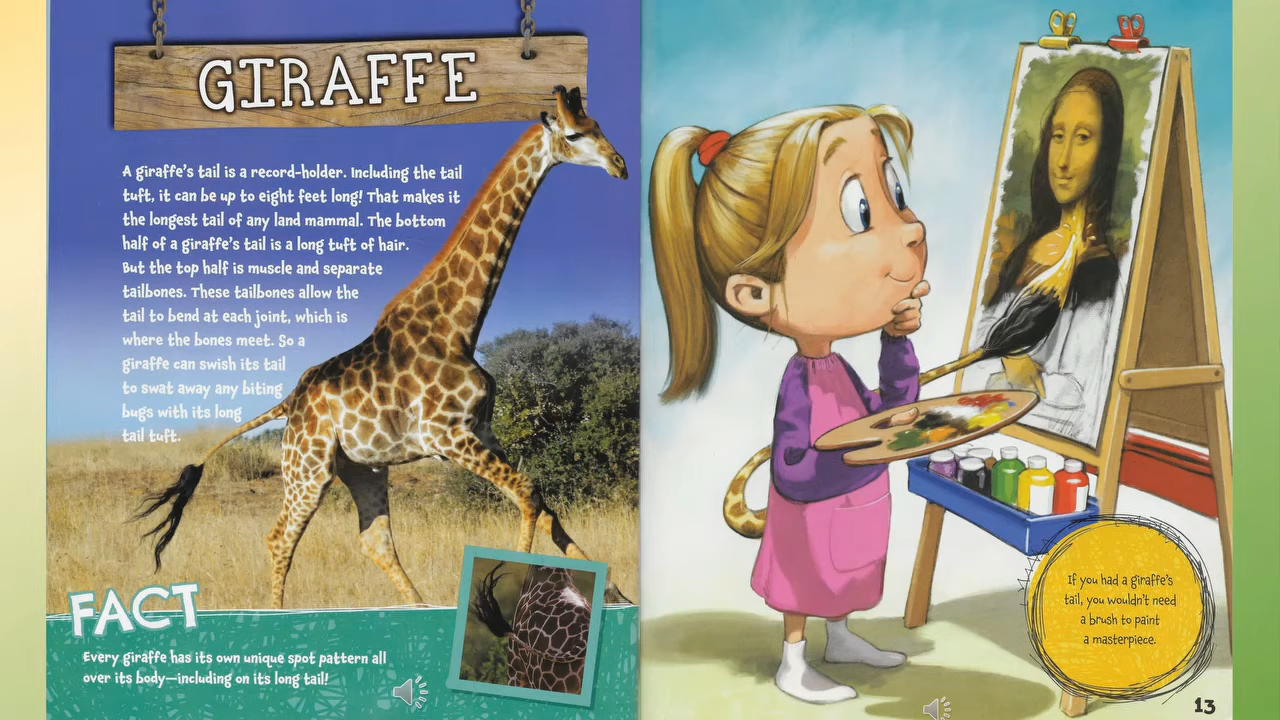 GIRAFFE
A giraffe's tail is a record-holder. Including the tail
tuft, it can be up to eight feet long! That makes it
the longest tail of any land mammal. The bottom
half of a giraffe's tail is a long tuft of hair.
But the top half is muscle and separate
tailbones. These tailbones allow the
tail to bend at each joint, which is
where the bones meet. So a
giraffe can swish its tail
to swat away any biting
bugs with its long
tail tuft.
FACT
Every giraffe has its own unique spot pattern all
over its body—including on its long tail!
If you had a giraffe's
tail, you wouldn't need
a brush to paint
a masterpiece.
13